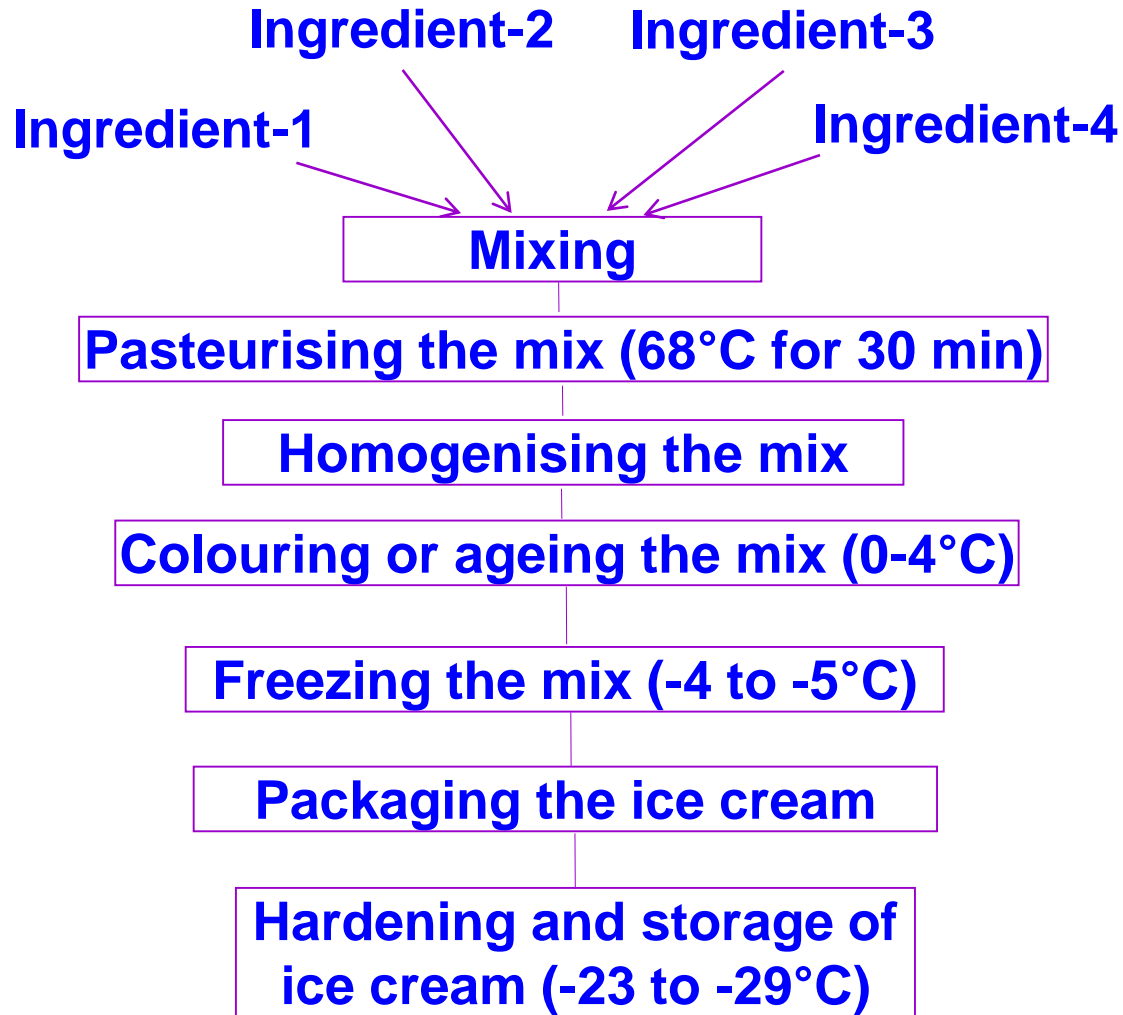 Ingredient-2 Ingredient-3
Ingredient-1 Ingredient-4
Mixing
Pasteurising the mix (68°C for 30 min)
Homogenising the mix
Colouring or ageing the mix (0-4°C)
Freezing the mix (-4 to -5°C)
Packaging the ice cream
Hardening and storage of
ice cream (-23 to -29°C)